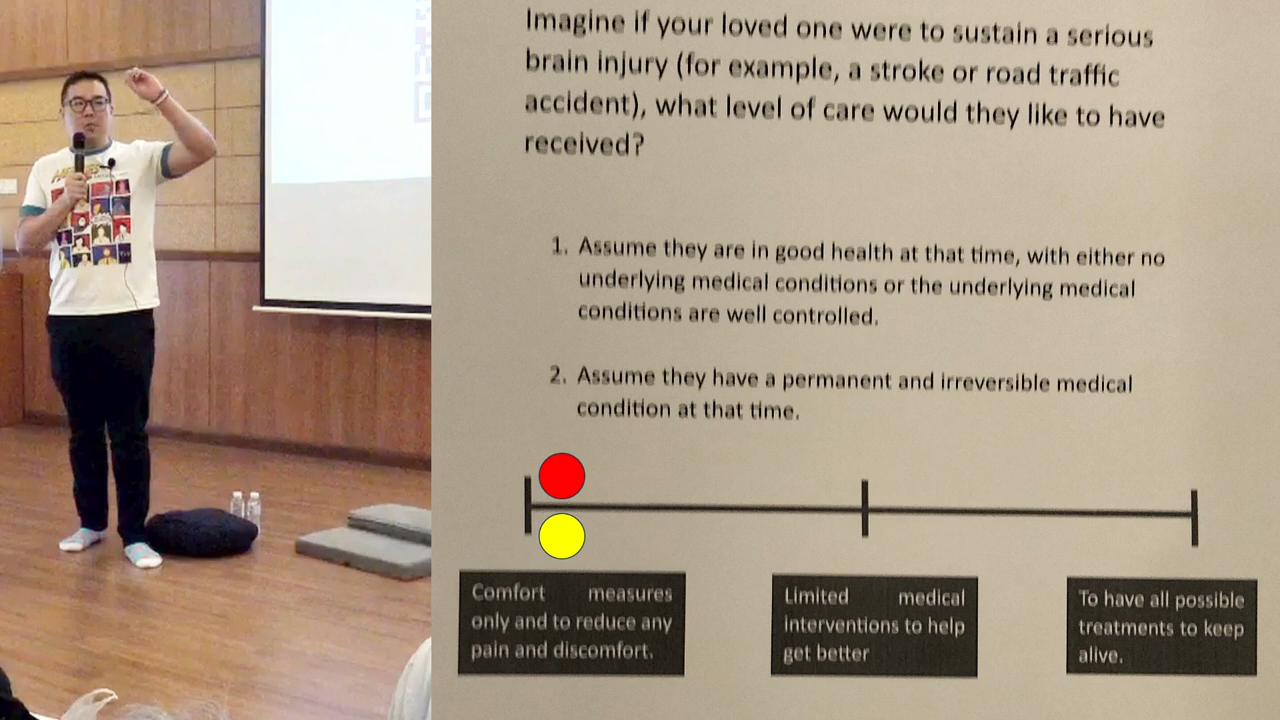 Imagine if your loved one were to sustain a serious
brain injury (for example, a stroke or road traffic
accident), what level of care would they like to have
received?
1. Assume they are in good health at that time, with either no
underlying medical conditions or the underlying medical
conditions are well controlled.
2. Assume they have a permanent and irreversible medical
condition at that time.
Comfort measures
only and to reduce any
pain and discomfort.
Limited medical
interventions to help
get better
To have all possible
treatments to keep
alive.